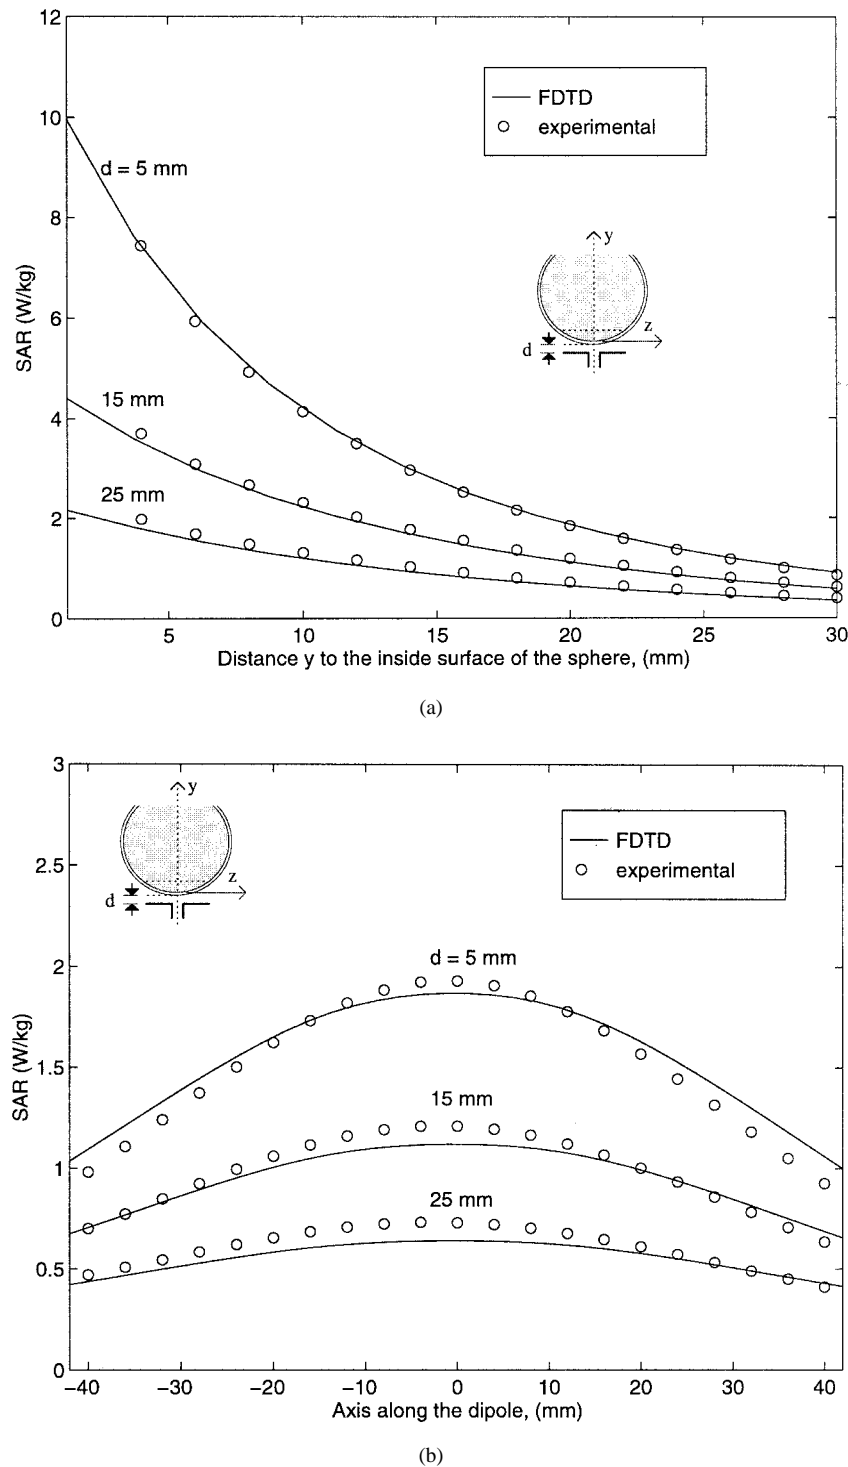 12
10
8
6
4
2
0
SAR (W/kg)
FDTD
experimental
d = 5 mm
15 mm
25 mm
y
z
d
5
10
15
20
25
30
Distance y to the inside surface of the sphere, (mm)
(a)
3
2.5
2
1.5
1
0.5
0
SAR (W/kg)
y
z
d
FDTD
experimental
d = 5 mm
15 mm
25 mm
−40
−30
−20
−10
0
10
20
30
40
Axis along the dipole, (mm)
(b)